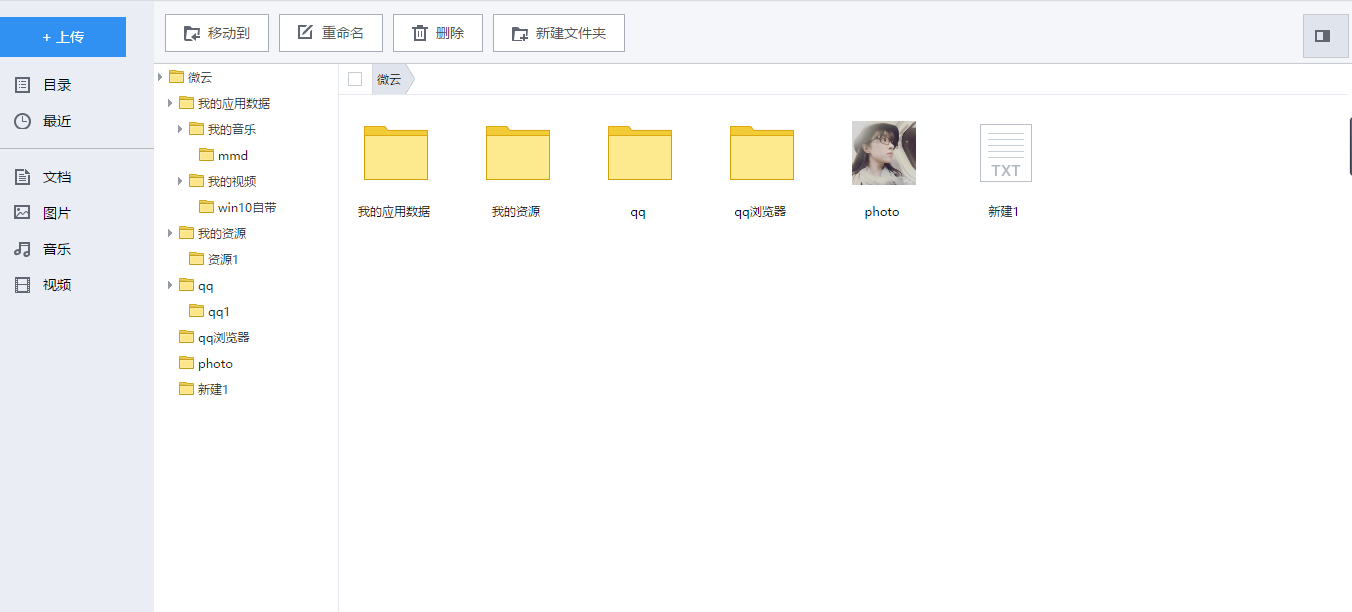 + 上传
移动到
重命名
删除
新建文件夹
目录
最近
文档
图片
音乐
视频
微云
我的应用数据
我的音乐
mmd
我的视频
win10自带
我的资源
资源1
qq
qq1
qq浏览器
photo
新建1
微云
TXT
我的应用数据
我的资源
qq
qq浏览器
photo
新建1